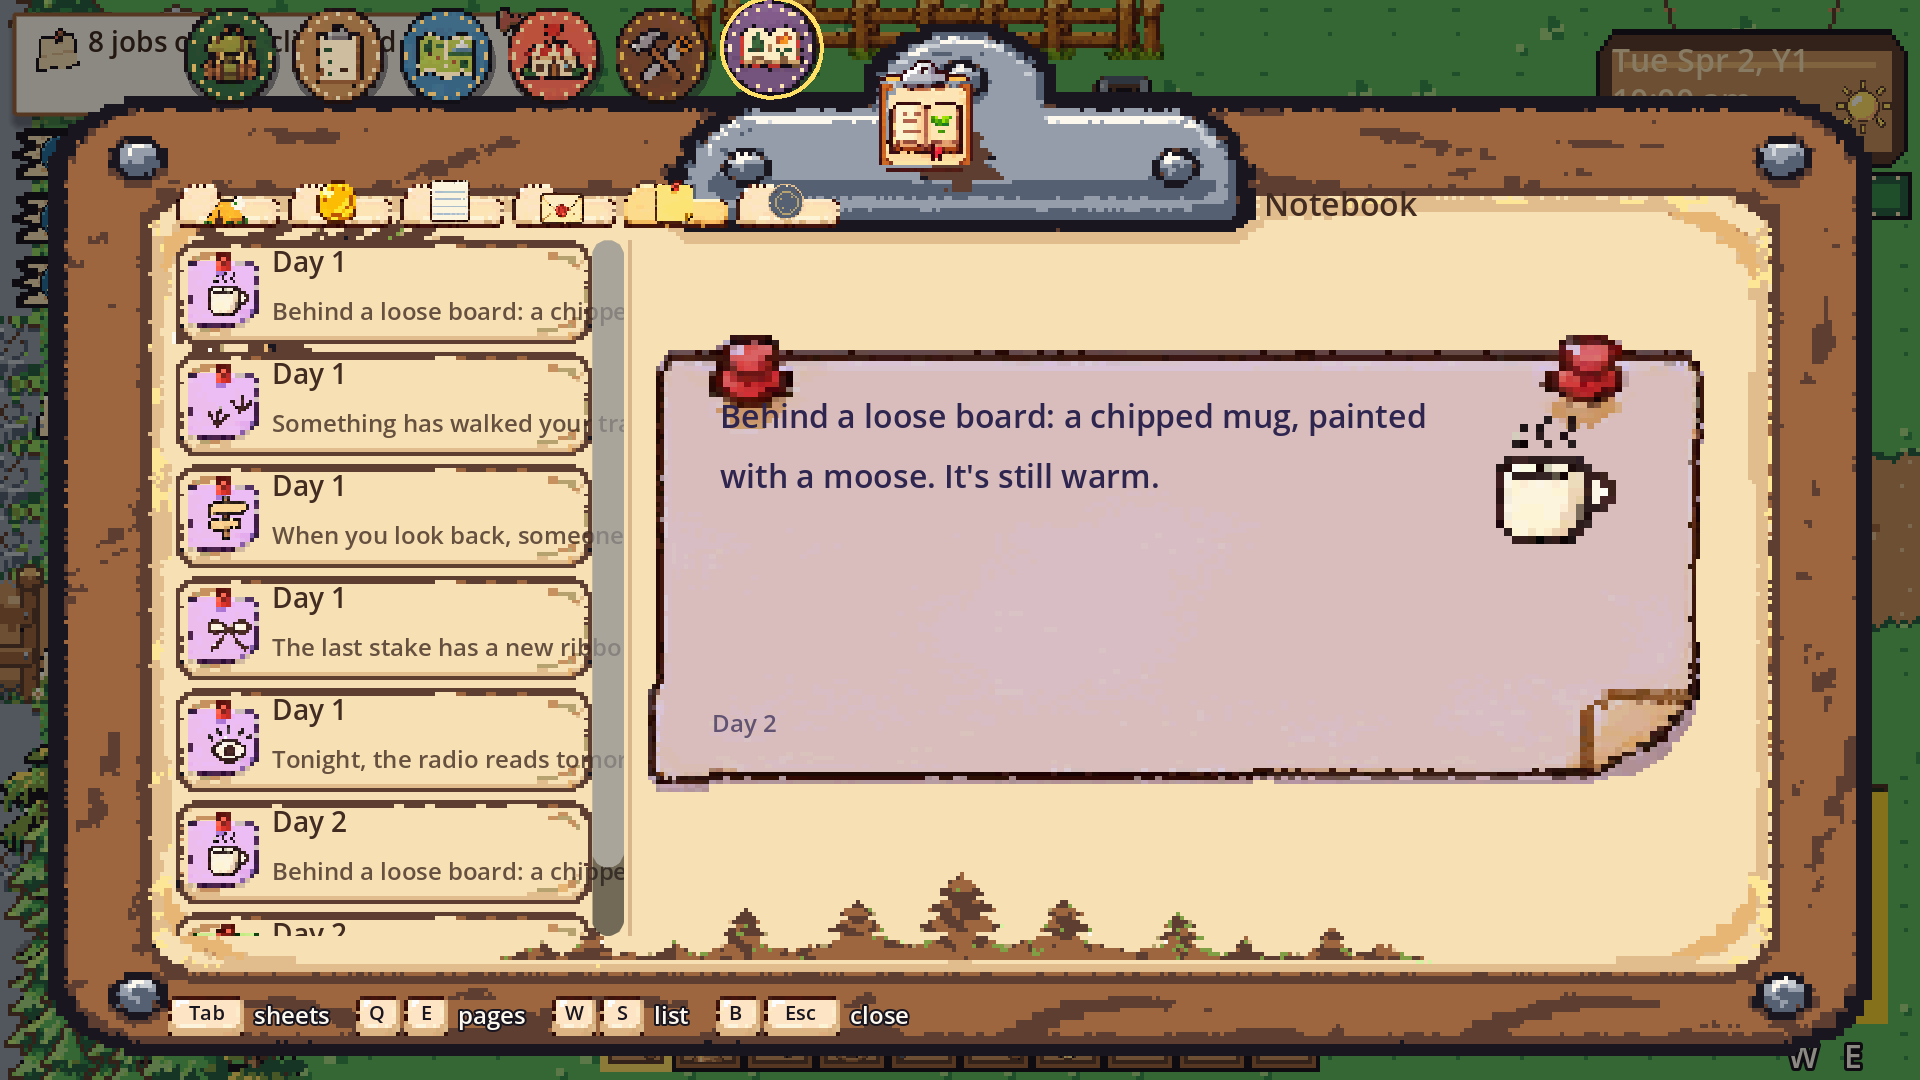 8 jobs
Tue Spr 2, Y1
Notebook
Day 1
Behind a loose board: a chippe
Day 1
Something has walked your tra
Day 1
When you look back, someone
Day 1
The last stake has a new ribbo
Day 1
Tonight, the radio reads tomor
Day 2
Behind a loose board: a chippe
Day 2
Behind a loose board: a chipped mug, painted
with a moose. It's still warm.
Day 2
Tab sheets Q E pages W S list B Esc close
W E